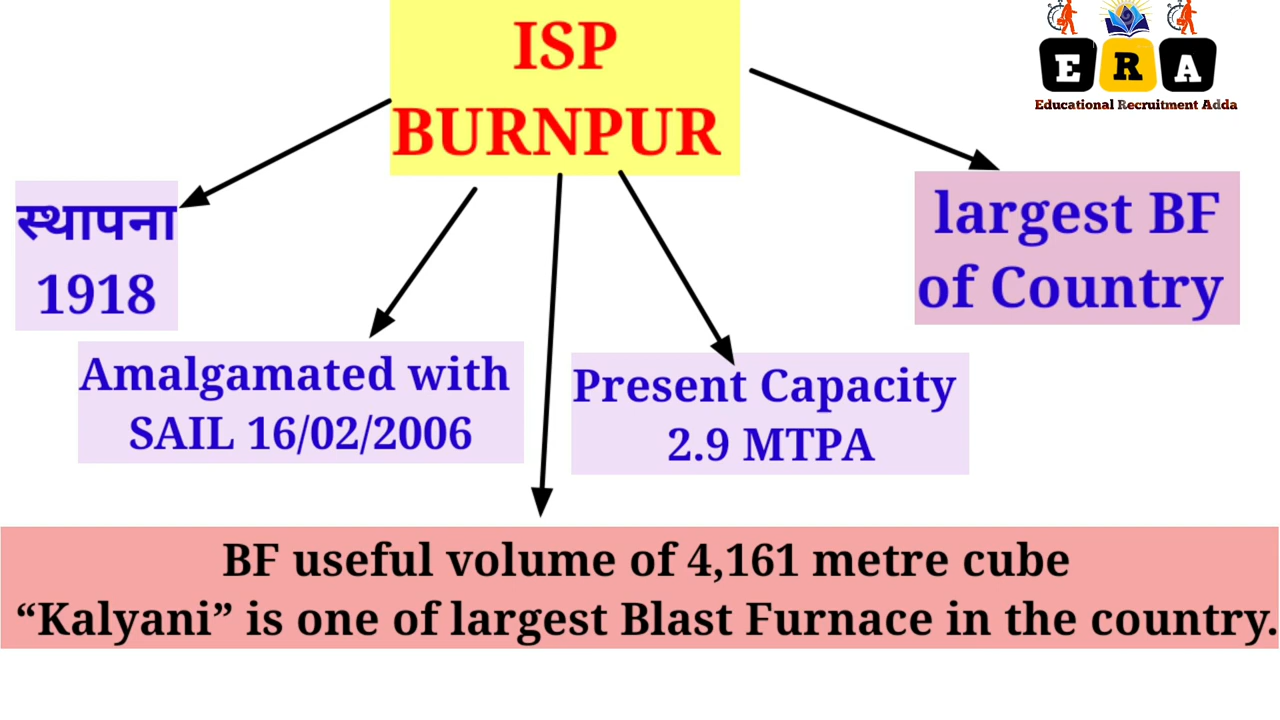 ISP
BURNPUR
E R A
Educational Recruitment Adda
स्थापना
1918
largest BF
of Country
Amalgamated with
SAIL 16/02/2006
Present Capacity
2.9 MTPA
BF useful volume of 4,161 metre cube
“Kalyani” is one of largest Blast Furnace in the country.